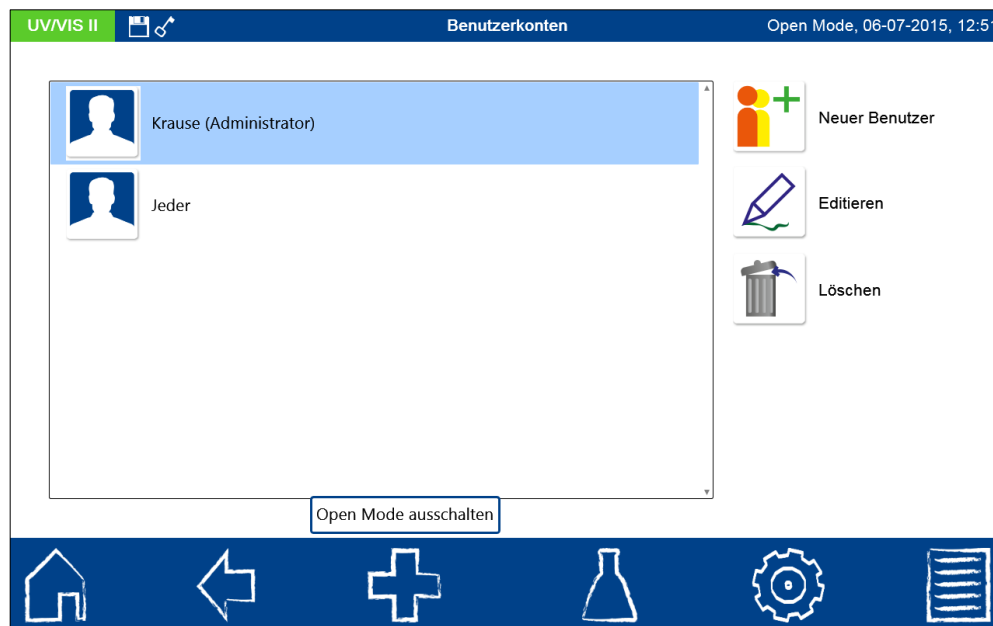 UV/VIS II
Benutzerkonten
Open Mode, 06-07-2015, 12:51
Krause (Administrator)
Neuer Benutzer
Jeder
Editieren
Löschen
Open Mode ausschalten